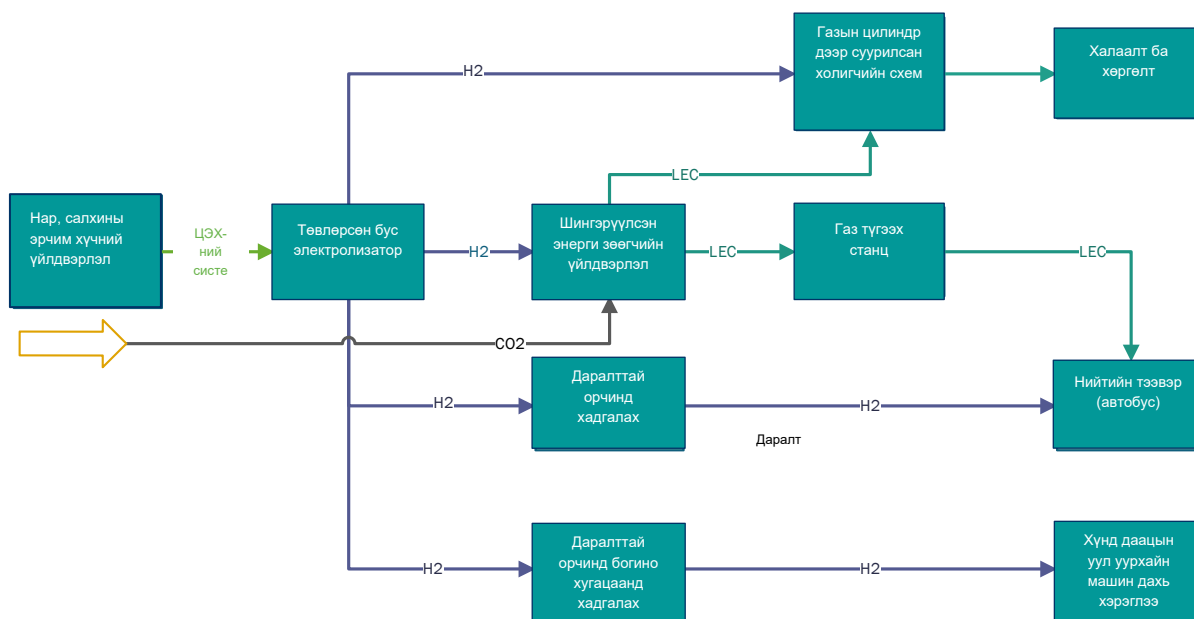 Газын цилиндр
дээр суурилсан
холигчийн схем
Халаалт ба
хөргөлт
H2
LEC
Нар, салхины
эрчим хүчний
үйлдвэрлэл
ЦЭХ-
ний
систе
Төвлөрсөн бус
электролизатор
H2
Шингэрүүлсэн
энерги зөөгчийн
үйлдвэрлэл
LEC
Газ түгээх
станц
LEC
CO2
Даралттай
орчинд
хадгалах
H2
H2
Даралт
Нийтийн тээвэр
(автобус)
H2
Даралттай
орчинд богино
хугацаанд
хадгалах
H2
Хүнд даацын
уул уурхайн
машин дахь
хэрэглээ